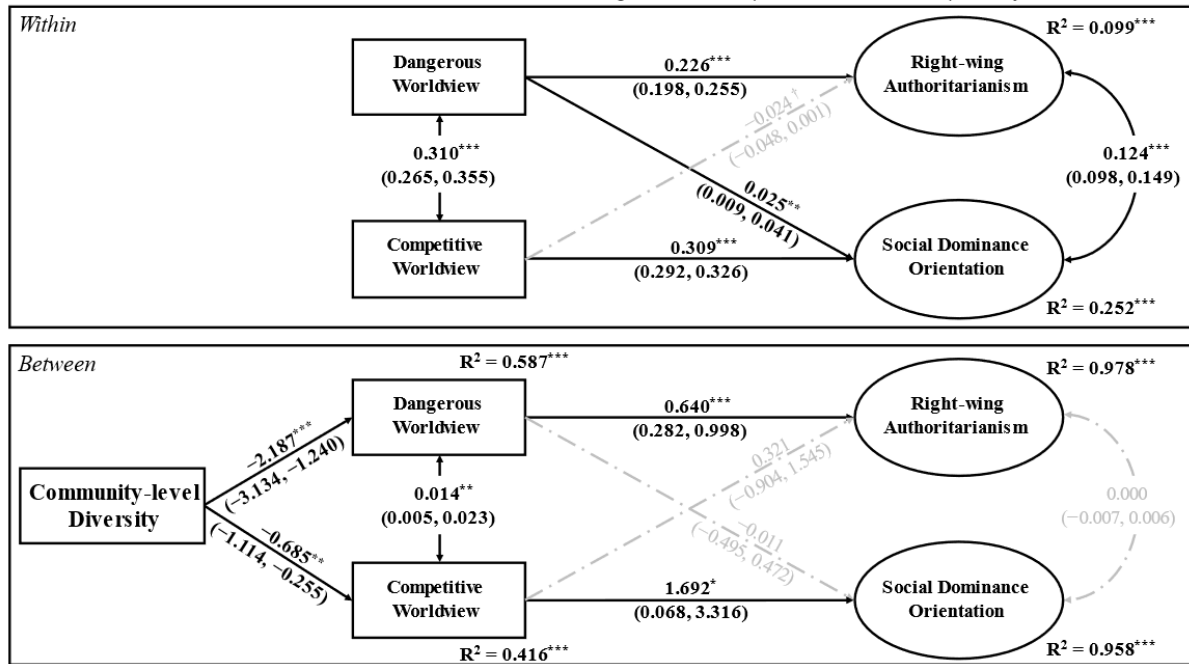 Within
R² = 0.099***
Dangerous
Worldview
0.226***
(0.198, 0.255)
Right-wing
Authoritarianism
−0.024 †
(−0.048, 0.001)
0.310***
(0.265, 0.355)
0.124***
(0.098, 0.149)
0.025**
(0.009, 0.041)
Competitive
Worldview
0.309***
(0.292, 0.326)
Social Dominance
Orientation
R² = 0.252***
Between
R² = 0.587***
R² = 0.978***
Dangerous
Worldview
0.640***
(0.282, 0.998)
Right-wing
Authoritarianism
−2.187***
(−3.134, −1.240)
0.321
(−0.904, 1.545)
Community-level
Diversity
0.014**
(0.005, 0.023)
0.000
(−0.007, 0.006)
−0.685**
(−1.114, −0.255)
−0.011
(−0.495, 0.472)
Competitive
Worldview
1.692*
(0.068, 3.316)
Social Dominance
Orientation
R² = 0.416***
R² = 0.958***